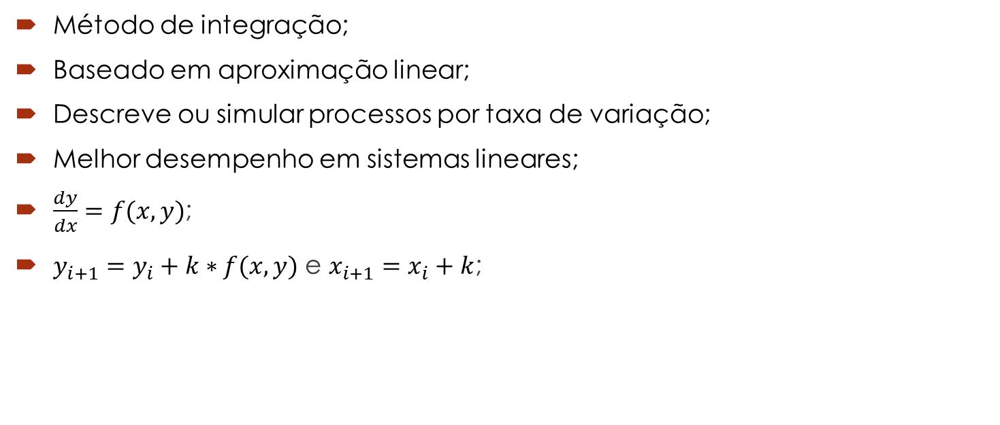 Método de integração;
Baseado em aproximação linear;
Descreve ou simular processos por taxa de variação;
Melhor desempenho em sistemas lineares;
dy/dx = f(x, y);
y_{i+1} = y_i + k * f(x, y) e x_{i+1} = x_i + k;